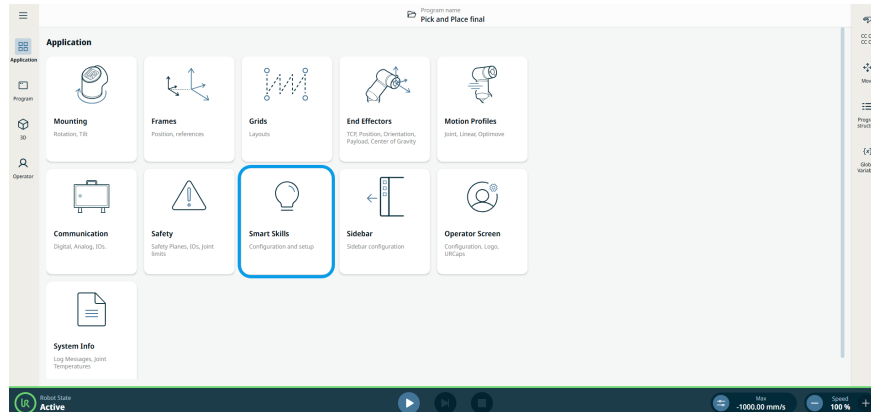 Program name
Pick and Place final
Application
Application
Program
3D
Operator
Mounting
Rotation, Tilt
Frames
Position, references
Grids
Layouts
End Effectors
TCP, Position, Orientation,
Payload, Center of Gravity
Motion Profiles
Joint, Linear, Optimove
Communication
Digital, Analog, IOs.
Safety
Safety Planes, IOs, Joint
limits
Smart Skills
Configuration and setup
Sidebar
Sidebar configuration
Operator Screen
Configuration, Logo,
URCaps
System Info
Log Messages, Joint
Temperatures
Robot State
Active
Max
-1000.00 mm/s
Speed
100 %